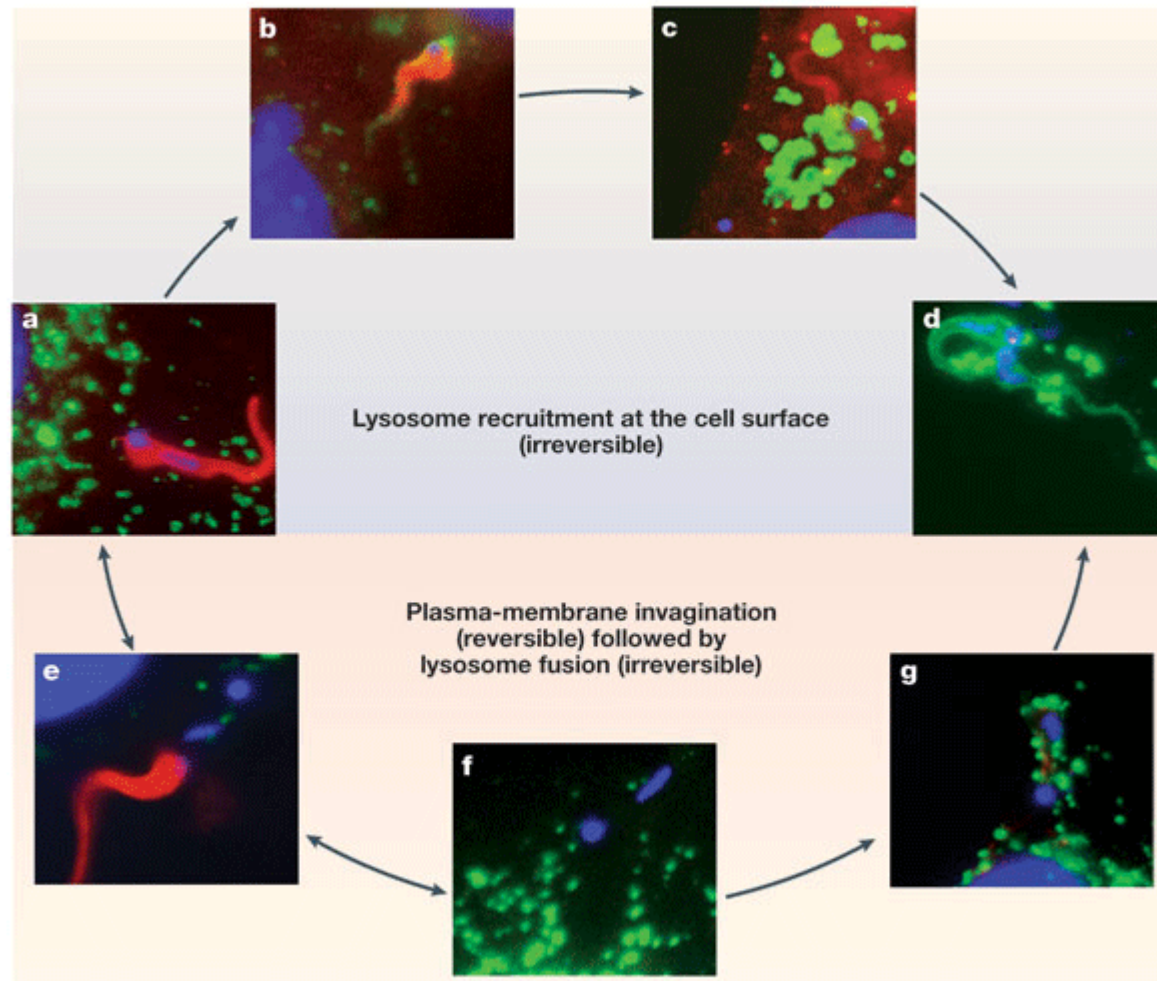 b
c
a
d
Lysosome recruitment at the cell surface
(irreversible)
Plasma-membrane invagination
(reversible) followed by
lysosome fusion (irreversible)
e
g
f